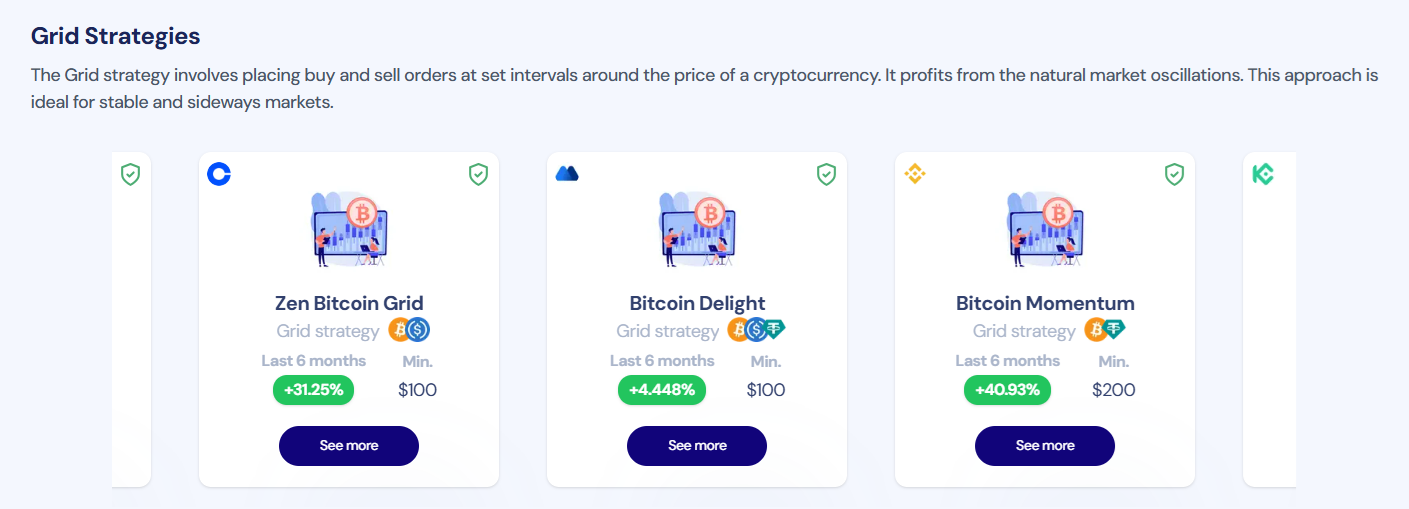 Grid Strategies
The Grid strategy involves placing buy and sell orders at set intervals around the price of a cryptocurrency. It profits from the natural market oscillations. This approach is
ideal for stable and sideways markets.
Zen Bitcoin Grid
Grid strategy
Last 6 months Min.
+31.25% $100
See more
Bitcoin Delight
Grid strategy
Last 6 months Min.
+4.448% $100
See more
Bitcoin Momentum
Grid strategy
Last 6 months Min.
+40.93% $200
See more